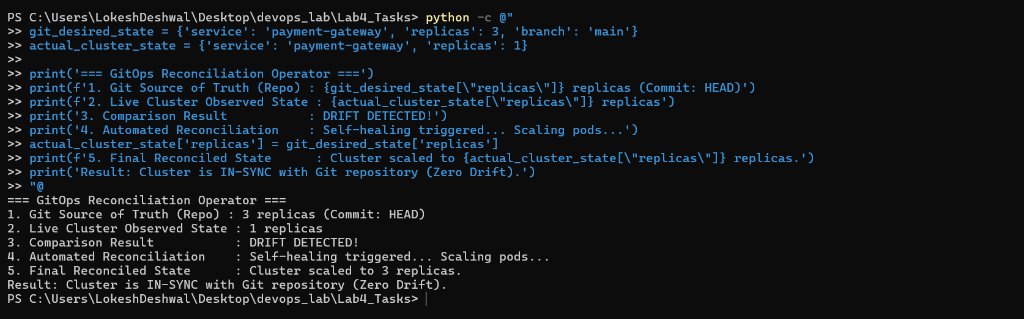 PS C:\Users\LokeshDeshwal\Desktop\devops_lab\Lab4_Tasks> python -c @"
>> git_desired_state = {'service': 'payment-gateway', 'replicas': 3, 'branch': 'main'}
>> actual_cluster_state = {'service': 'payment-gateway', 'replicas': 1}
>>
>> print('=== GitOps Reconciliation Operator ===')
>> print(f'1. Git Source of Truth (Repo) : {git_desired_state[\"replicas\"]} replicas (Commit: HEAD)')
>> print(f'2. Live Cluster Observed State : {actual_cluster_state[\"replicas\"]} replicas')
>> print('3. Comparison Result           : DRIFT DETECTED!')
>> print('4. Automated Reconciliation    : Self-healing triggered... Scaling pods...')
>> actual_cluster_state['replicas'] = git_desired_state['replicas']
>> print(f'5. Final Reconciled State      : Cluster scaled to {actual_cluster_state[\"replicas\"]} replicas.')
>> print('Result: Cluster is IN-SYNC with Git repository (Zero Drift).')
>> "@
=== GitOps Reconciliation Operator ===
1. Git Source of Truth (Repo) : 3 replicas (Commit: HEAD)
2. Live Cluster Observed State : 1 replicas
3. Comparison Result           : DRIFT DETECTED!
4. Automated Reconciliation    : Self-healing triggered... Scaling pods...
5. Final Reconciled State      : Cluster scaled to 3 replicas.
Result: Cluster is IN-SYNC with Git repository (Zero Drift).
PS C:\Users\LokeshDeshwal\Desktop\devops_lab\Lab4_Tasks>